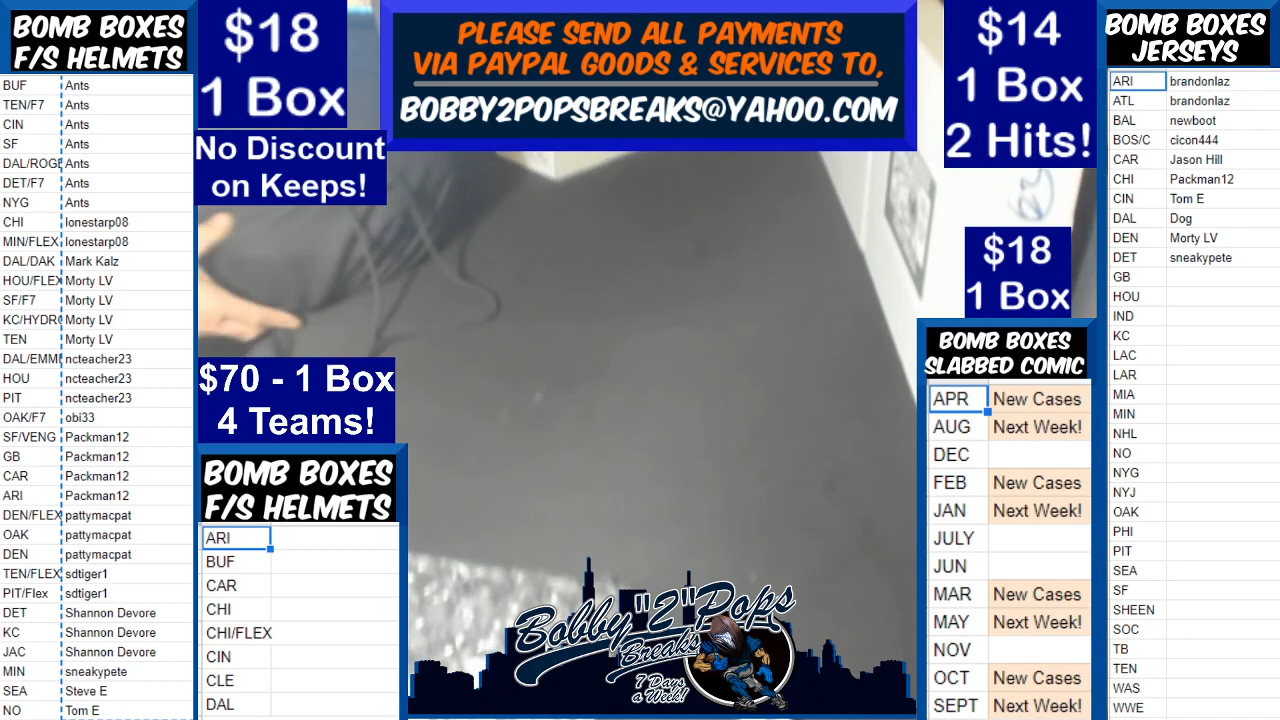 BOMB BOXES
F/S HELMETS
BUF Ants
TEN/F7 Ants
CIN Ants
SF Ants
DAL/ROGE Ants
DET/F7 Ants
NYG Ants
CHI lonestarp08
MIN/FLEX lonestarp08
DAL/DAK Mark Kalz
HOU/FLEX Morty LV
SF/F7 Morty LV
KC/HYDRO Morty LV
TEN Morty LV
DAL/EMM ncteacher23
HOU ncteacher23
PIT ncteacher23
OAK/F7 obi33
SF/VENG Packman12
GB Packman12
CAR Packman12
ARI Packman12
DEN/FLEX pattymacpat
OAK pattymacpat
DEN pattymacpat
TEN/FLEX sdtiger1
PIT/Flex sdtiger1
DET Shannon Devore
KC Shannon Devore
JAC Shannon Devore
MIN sneakypete
SEA Steve E
NO Tom E
$18
1 Box
No Discount
on Keeps!
$70 - 1 Box
4 Teams!
BOMB BOXES
F/S HELMETS
ARI
BUF
CAR
CHI
CHI/FLEX
CIN
CLE
DAL
PLEASE SEND ALL PAYMENTS
VIA PAYPAL GOODS & SERVICES TO,
BOBBY2POPSBREAKS@YAHOO.COM
Bobby "2" Pops
Breaks
7 Days
a Week!
$14
1 Box
2 Hits!
$18
1 Box
BOMB BOXES
SLABBED COMIC
APR New Cases
AUG Next Week!
DEC
FEB New Cases
JAN Next Week!
JULY
JUN
MAR New Cases
MAY Next Week!
NOV
OCT New Cases
SEPT Next Week!
BOMB BOXES
JERSEYS
ARI brandonlaz
ATL brandonlaz
BAL newboot
BOS/C cicon444
CAR Jason Hill
CHI Packman12
CIN Tom E
DAL Dog
DEN Morty LV
DET sneakypete
GB
HOU
IND
KC
LAC
LAR
MIA
MIN
NHL
NO
NYG
NYJ
OAK
PHI
PIT
SEA
SF
SHEEN
SOC
TB
TEN
WAS
WWE